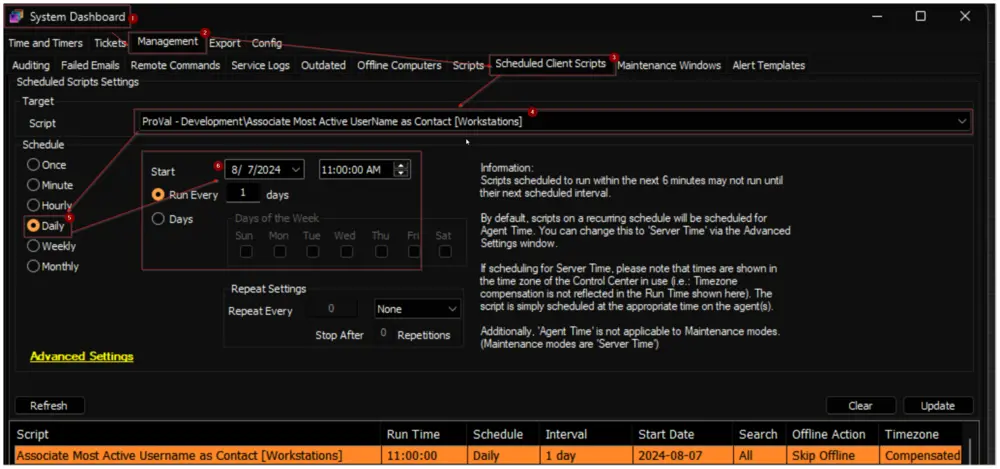 System Dashboard 1
Time and Timers Tickets Management 2 Export Config
Auditing Failed Emails Remote Commands Service Logs Outdated Offline Computers Scripts Scheduled Client Scripts 3 Maintenance Windows Alert Templates
Scheduled Scripts Settings
Target
Script ProVal - Development\Associate Most Active UserName as Contact [Workstations] 4
Schedule
Once
Minute
Hourly
Daily 5
Weekly
Monthly
Start 6 8/ 7/2024 11:00:00 AM
Run Every 1 days
Days
Days of the Week
Sun Mon Tue Wed Thu Fri Sat
Repeat Settings
Repeat Every 0 None
Stop After 0 Repetitions
Information:
Scripts scheduled to run within the next 6 minutes may not run until
their next scheduled interval.
By default, scripts on a recurring schedule will be scheduled for
Agent Time. You can change this to 'Server Time' via the Advanced
Settings window.
If scheduling for Server Time, please note that times are shown in
the time zone of the Control Center in use (i.e.: Timezone
compensation is not reflected in the Run Time shown here). The
script is simply scheduled at the appropriate time on the agent(s).
Additionally, 'Agent Time' is not applicable to Maintenance modes.
(Maintenance modes are 'Server Time')
Advanced Settings
Refresh Clear Update
Script Run Time Schedule Interval Start Date Search Offline Action Timezone
Associate Most Active Username as Contact [Workstations] 11:00:00 Daily 1 day 2024-08-07 All Skip Offline Compensated